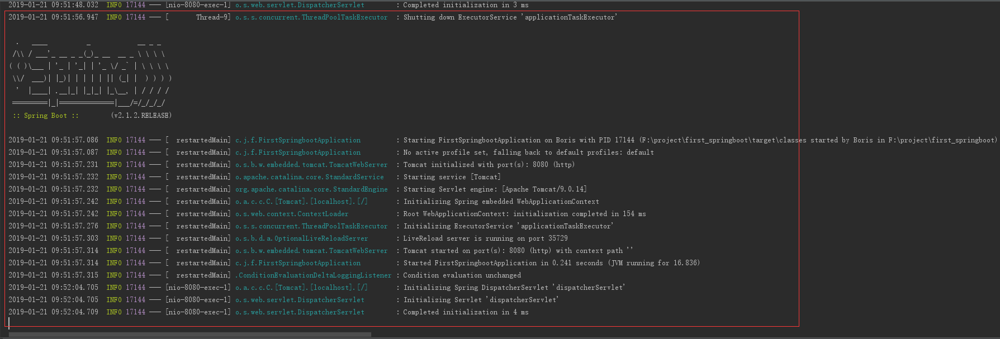 2019-01-21 09:51:48.032  INFO 17144 --- [nio-8080-exec-1] o.s.web.servlet.DispatcherServlet        : Completed initialization in 3 ms
2019-01-21 09:51:56.947  INFO 17144 --- [       Thread-9] o.s.s.concurrent.ThreadPoolTaskExecutor  : Shutting down ExecutorService 'applicationTaskExecutor'
  .   ____          _            __ _ _
 /\\ / ___'_ __ _ _(_)_ __  __ _ \ \ \ \
( ( )\___ | '_ | '_| | '_ \/ _` | \ \ \ \
 \\/  ___)| |_)| | | | | || (_| |  ) ) ) )
  '  |____| .__|_| |_|_| |_\__, | / / / /
 =========|_|==============|___/=/_/_/_/
 :: Spring Boot ::        (v2.1.2.RELEASE)
2019-01-21 09:51:57.086  INFO 17144 --- [  restartedMain] c.j.f.FirstSpringbootApplication         : Starting FirstSpringbootApplication on Boris with PID 17144 (F:\project\first_springboot\target\classes started by Boris in F:\project\first_springboot)
2019-01-21 09:51:57.087  INFO 17144 --- [  restartedMain] c.j.f.FirstSpringbootApplication         : No active profile set, falling back to default profiles: default
2019-01-21 09:51:57.231  INFO 17144 --- [  restartedMain] o.s.b.w.embedded.tomcat.TomcatWebServer  : Tomcat initialized with port(s): 8080 (http)
2019-01-21 09:51:57.232  INFO 17144 --- [  restartedMain] o.apache.catalina.core.StandardService   : Starting service [Tomcat]
2019-01-21 09:51:57.232  INFO 17144 --- [  restartedMain] org.apache.catalina.core.StandardEngine  : Starting Servlet engine: [Apache Tomcat/9.0.14]
2019-01-21 09:51:57.242  INFO 17144 --- [  restartedMain] o.a.c.c.C.[Tomcat].[localhost].[/]       : Initializing Spring embedded WebApplicationContext
2019-01-21 09:51:57.242  INFO 17144 --- [  restartedMain] o.s.web.context.ContextLoader            : Root WebApplicationContext: initialization completed in 154 ms
2019-01-21 09:51:57.276  INFO 17144 --- [  restartedMain] o.s.s.concurrent.ThreadPoolTaskExecutor  : Initializing ExecutorService 'applicationTaskExecutor'
2019-01-21 09:51:57.303  INFO 17144 --- [  restartedMain] o.s.b.d.a.OptionalLiveReloadServer       : LiveReload server is running on port 35729
2019-01-21 09:51:57.314  INFO 17144 --- [  restartedMain] o.s.b.w.embedded.tomcat.TomcatWebServer  : Tomcat started on port(s): 8080 (http) with context path ''
2019-01-21 09:51:57.314  INFO 17144 --- [  restartedMain] c.j.f.FirstSpringbootApplication         : Started FirstSpringbootApplication in 0.241 seconds (JVM running for 16.836)
2019-01-21 09:51:57.315  INFO 17144 --- [  restartedMain] .ConditionEvaluationDeltaLoggingListener : Condition evaluation unchanged
2019-01-21 09:52:04.705  INFO 17144 --- [nio-8080-exec-1] o.a.c.c.C.[Tomcat].[localhost].[/]       : Initializing Spring DispatcherServlet 'dispatcherServlet'
2019-01-21 09:52:04.705  INFO 17144 --- [nio-8080-exec-1] o.s.web.servlet.DispatcherServlet        : Initializing Servlet 'dispatcherServlet'
2019-01-21 09:52:04.709  INFO 17144 --- [nio-8080-exec-1] o.s.web.servlet.DispatcherServlet        : Completed initialization in 4 ms